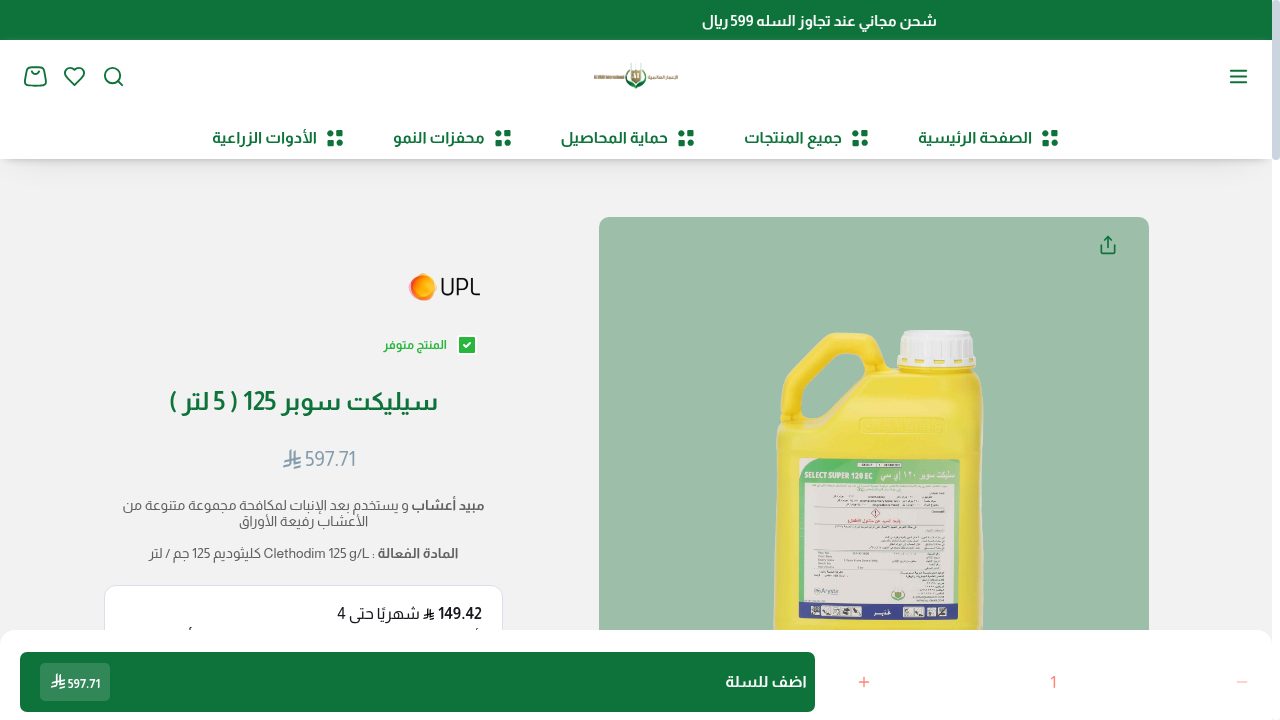 شحن مجاني عند تجاوز السله 599 ريال
الصفحة الرئيسية
جميع المنتجات
حماية المحاصيل
محفزات النمو
الأدوات الزراعية
UPL
المنتج متوفر
سيليكت سوبر 125 ( 5 لتر )
597.71
مبيد أعشاب و يستخدم بعد الإنبات لمكافحة مجموعة متنوعة من
الأعشاب رفيعة الأوراق
المادة الفعالة : Clethodim 125 g/L كليثوديم 125 جم / لتر
149.42 شهريًا حتى 4
SELECT SUPER 120 EC
سليكت سوبر ١٢٠ إي سي
تحذير
1
اضف للسلة
597.71